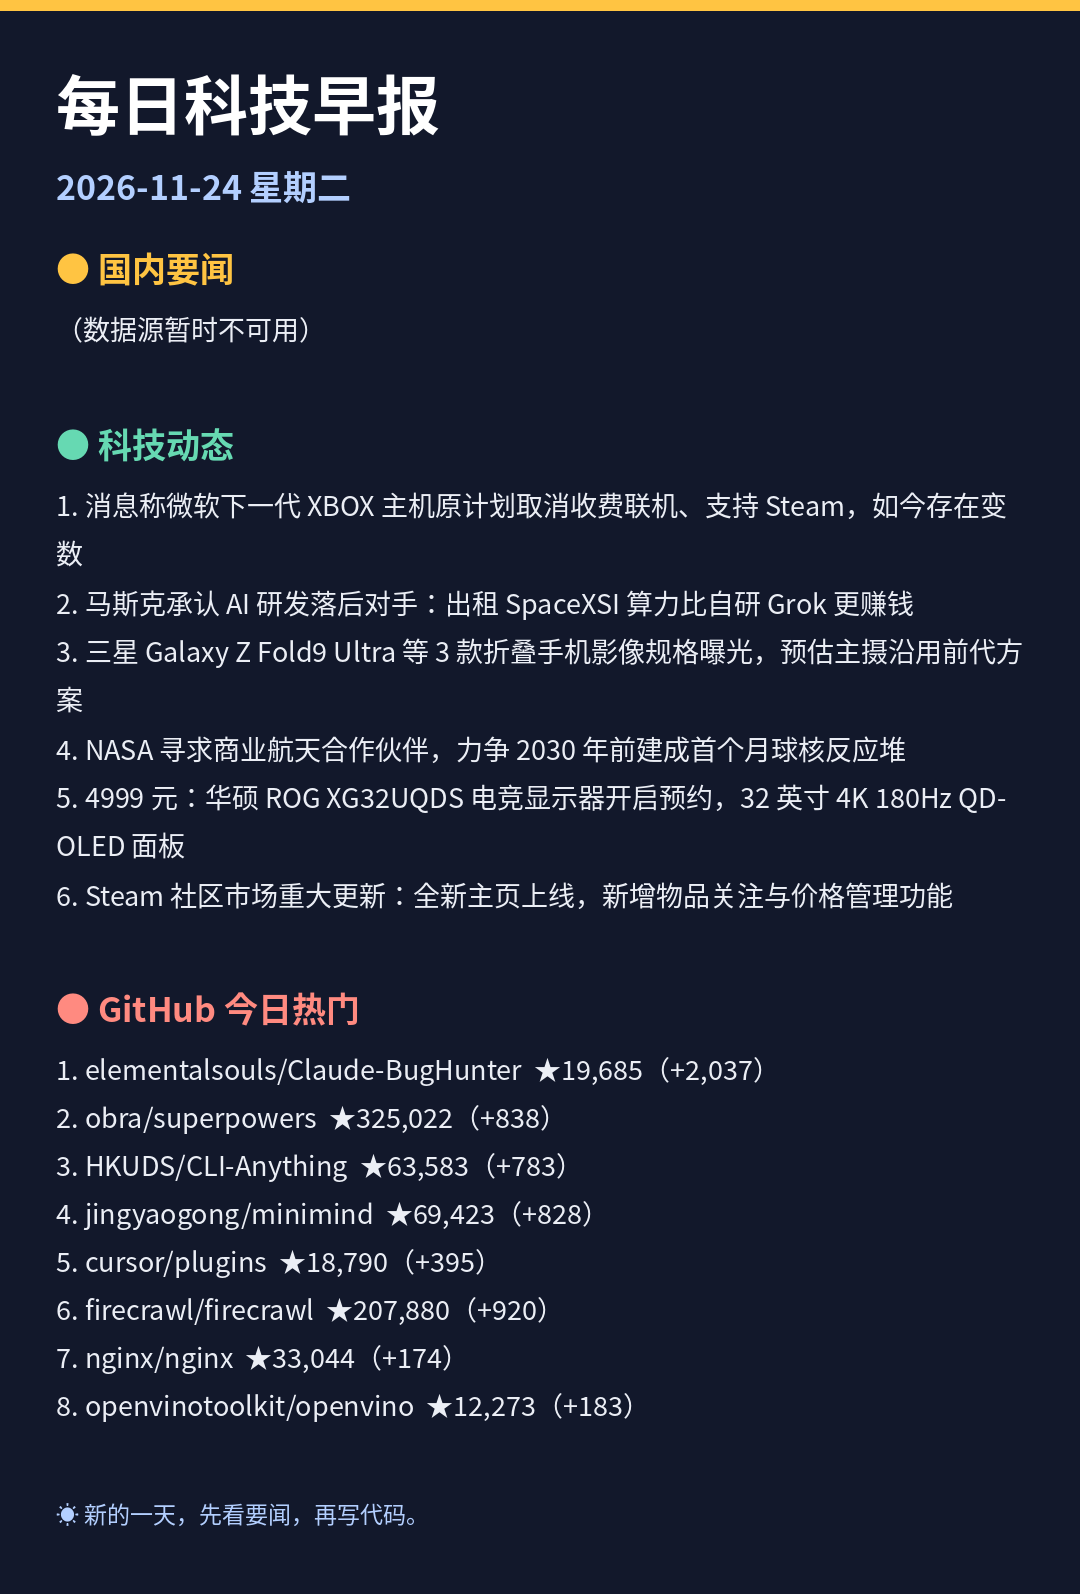 每日科技早报
2026-11-24 星期二
● 国内要闻
（数据源暂时不可用）
● 科技动态
1. 消息称微软下一代 XBOX 主机原计划取消收费联机、支持 Steam，如今存在变
数
2. 马斯克承认 AI 研发落后对手：出租 SpaceXSI 算力比自研 Grok 更赚钱
3. 三星 Galaxy Z Fold9 Ultra 等 3 款折叠手机影像规格曝光，预估主摄沿用前代方
案
4. NASA 寻求商业航天合作伙伴，力争 2030 年前建成首个月球核反应堆
5. 4999 元：华硕 ROG XG32UQDS 电竞显示器开启预约，32 英寸 4K 180Hz QD-
OLED 面板
6. Steam 社区市场重大更新：全新主页上线，新增物品关注与价格管理功能
● GitHub 今日热门
1. elementalsouls/Claude-BugHunter ★19,685（+2,037）
2. obra/superpowers ★325,022（+838）
3. HKUDS/CLI-Anything ★63,583（+783）
4. jingyaogong/minimind ★69,423（+828）
5. cursor/plugins ★18,790（+395）
6. firecrawl/firecrawl ★207,880（+920）
7. nginx/nginx ★33,044（+174）
8. openvinotoolkit/openvino ★12,273（+183）
☀ 新的一天，先看要闻，再写代码。